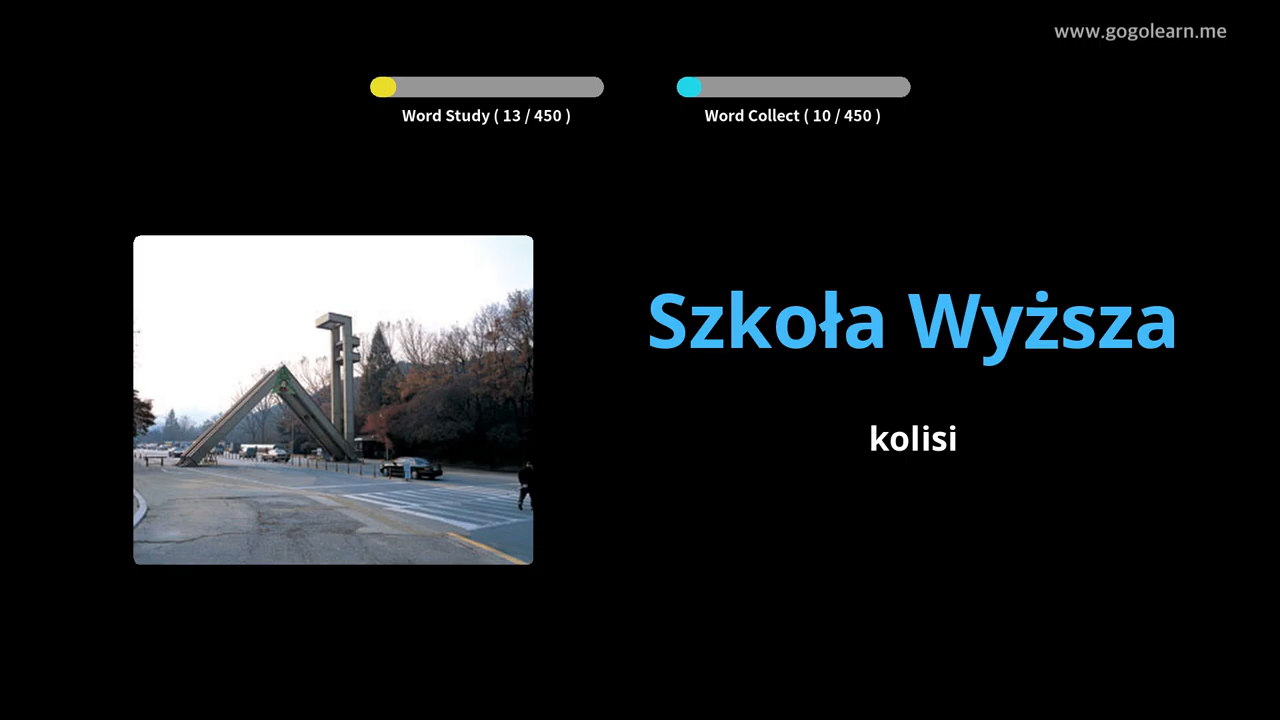 www.gogolearn.me
Word Study ( 13 / 450 )
Word Collect ( 10 / 450 )
Szkoła Wyższa
kolisi